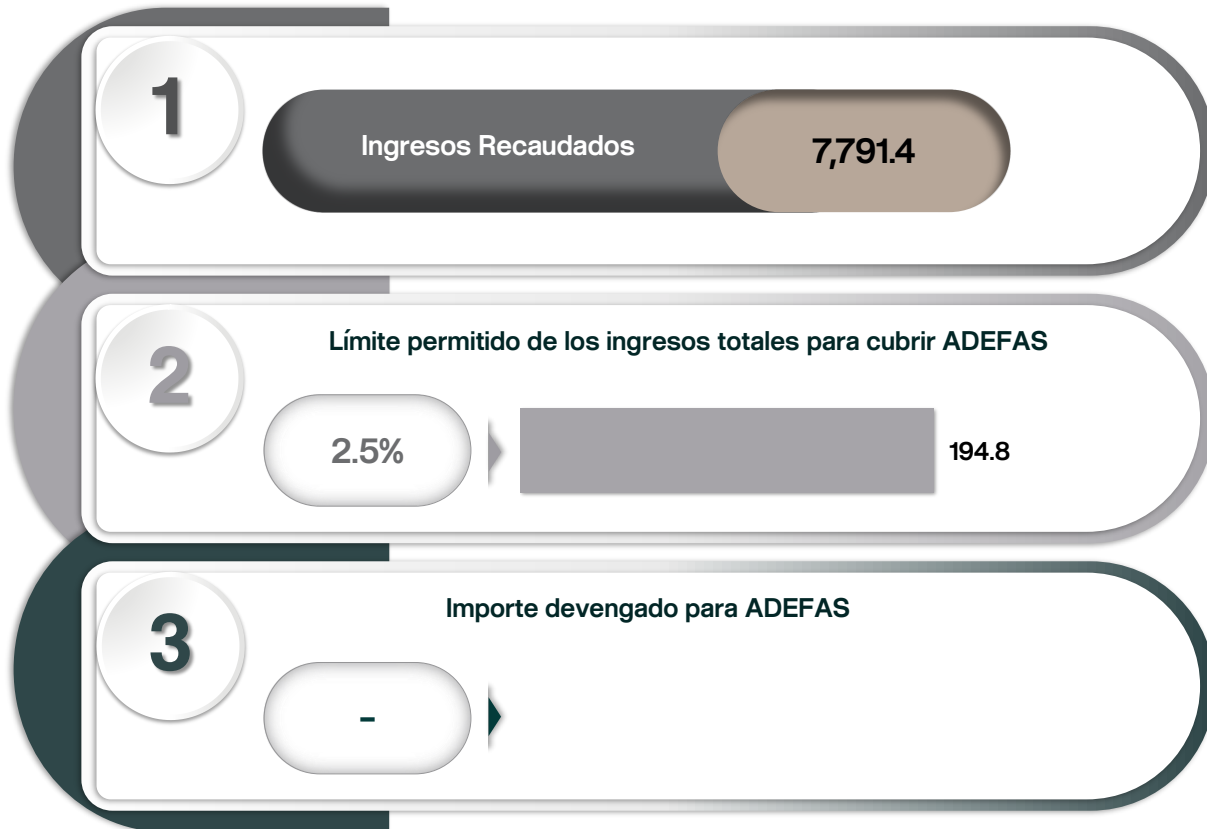 1
Ingresos Recaudados
7,791.4
2
Límite permitido de los ingresos totales para cubrir ADEFAS
2.5%
194.8
3
Importe devengado para ADEFAS
-